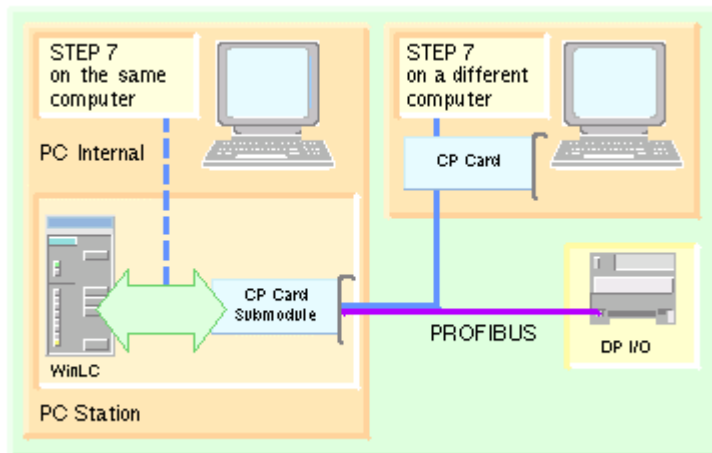 STEP 7
on the same
computer
STEP 7
on a different
computer
PC Internal
CP Card
CP Card
Submodule
PROFIBUS
DP I/O
WinLC
PC Station